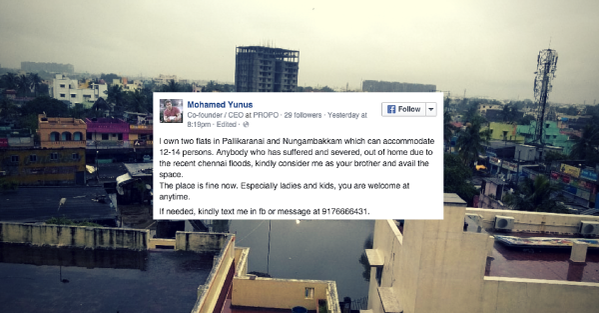 Mohamed Yunus
Co-founder / CEO at PROPO · 29 followers · Yesterday at
8:19pm · Edited ·
Follow
I own two flats in Pallikaranai and Nungambakkam which can accommodate
12-14 persons. Anybody who has suffered and severed, out of home due to
the recent chennai floods, kindly consider me as your brother and avail the
space.
The place is fine now. Especially ladies and kids, you are welcome at
anytime.
If needed, kindly text me in fb or message at 9176666431.